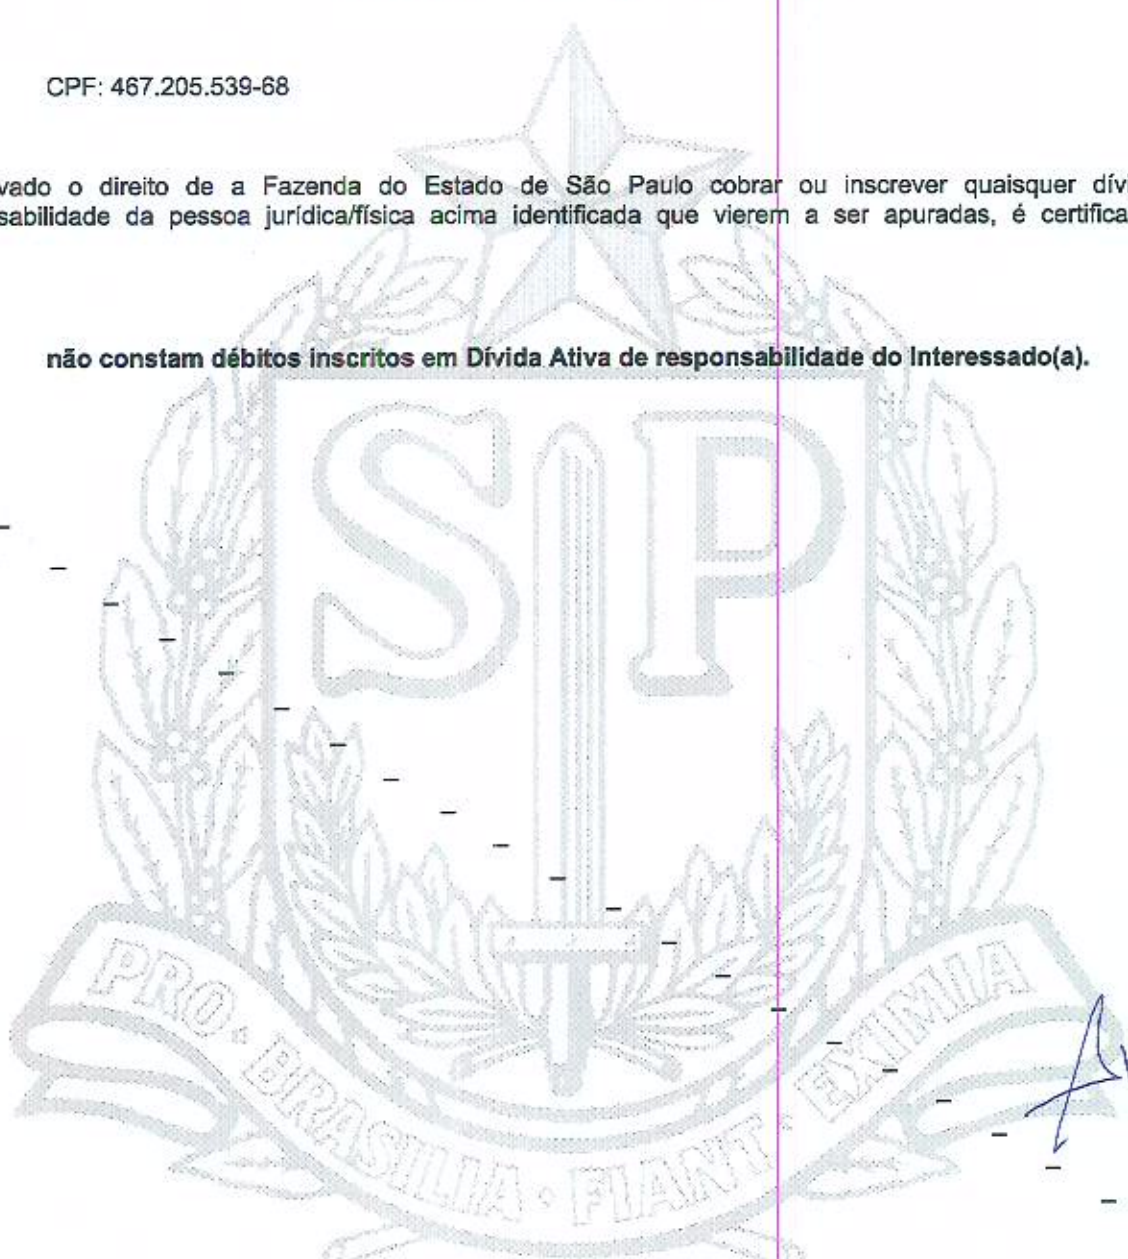 CPF: 467.205.539-68
vado o direito de a Fazenda do Estado de São Paulo cobrar ou inscrever quaisquer dívi
sabilidade da pessoa jurídica/física acima identificada que vierem a ser apuradas, é certifica
não constam débitos inscritos em Dívida Ativa de responsabilidade do Interessado(a).
SP
PRO · BRASILIA · FIANT · EXIMIA